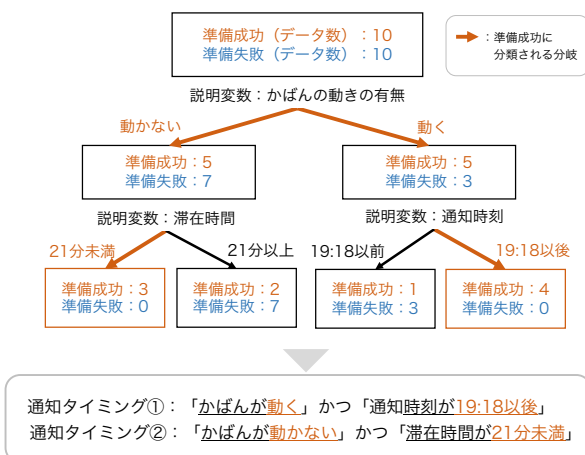 準備成功（データ数）：10
準備失敗（データ数）：10
：準備成功に
分類される分岐
説明変数：かばんの動きの有無
動かない
動く
準備成功：5
準備失敗：7
準備成功：5
準備失敗：3
説明変数：滞在時間
説明変数：通知時刻
21分未満
21分以上
19:18以前
19:18以後
準備成功：3
準備失敗：0
準備成功：2
準備失敗：7
準備成功：1
準備失敗：3
準備成功：4
準備失敗：0
通知タイミング①：「かばんが動く」かつ「通知時刻が19:18以後」
通知タイミング②：「かばんが動かない」かつ「滞在時間が21分未満」